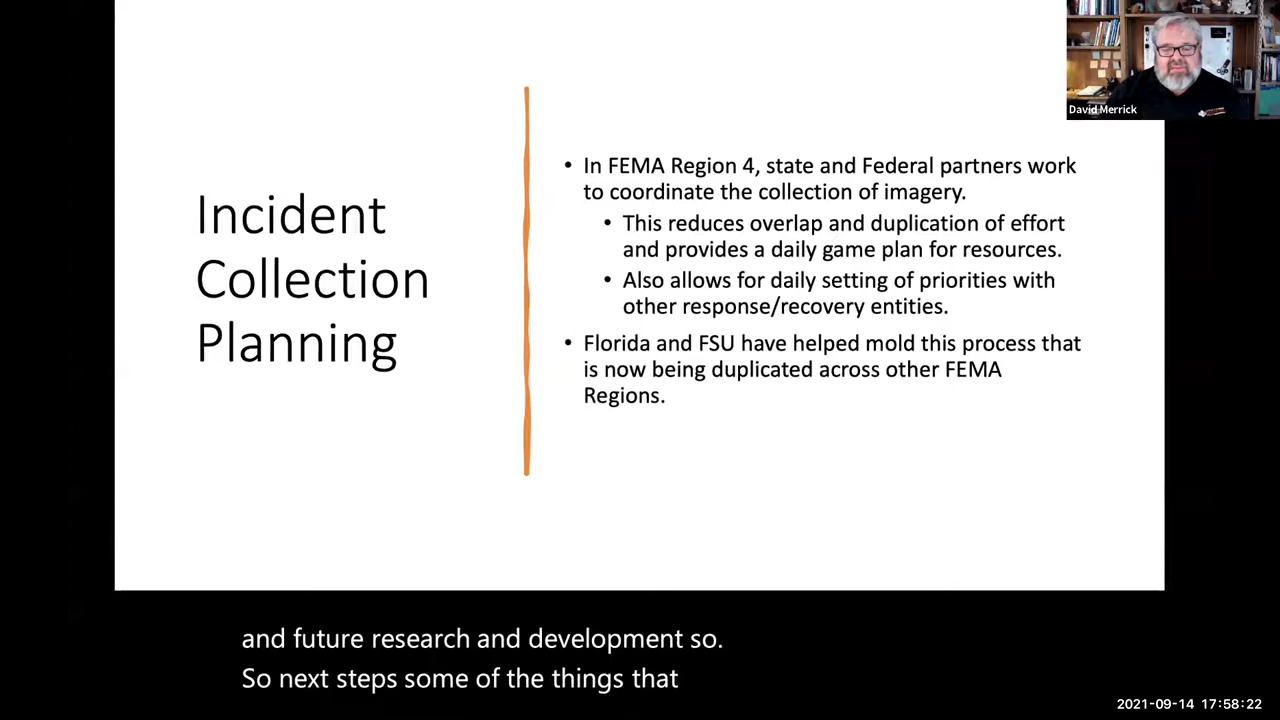 David Merrick
Incident
Collection
Planning
• In FEMA Region 4, state and Federal partners work
to coordinate the collection of imagery.
• This reduces overlap and duplication of effort
and provides a daily game plan for resources.
• Also allows for daily setting of priorities with
other response/recovery entities.
• Florida and FSU have helped mold this process that
is now being duplicated across other FEMA
Regions.
and future research and development so.
So next steps some of the things that
2021-09-14 17:58:22